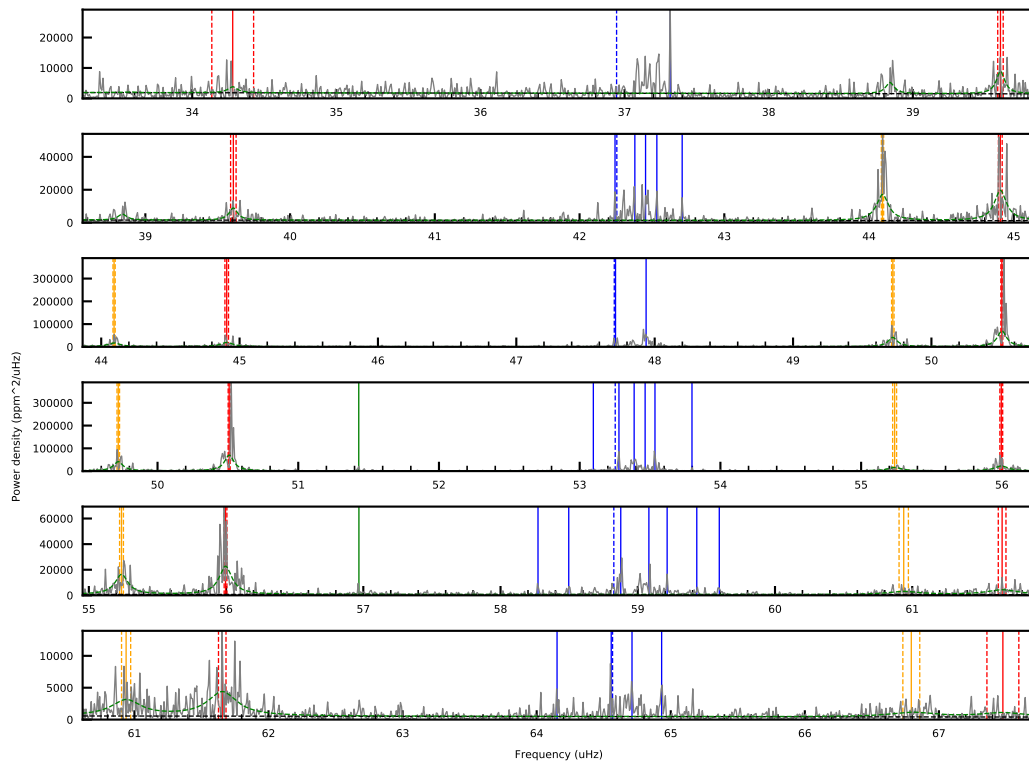 20000
10000
0
34 35 36 37 38 39
40000
20000
0
39 40 41 42 43 44 45
300000
200000
100000
0
44 45 46 47 48 49 50
Power density (ppm^2/uHz)
300000
200000
100000
0
50 51 52 53 54 55 56
60000
40000
20000
0
55 56 57 58 59 60 61
10000
5000
0
61 62 63 64 65 66 67
Frequency (uHz)